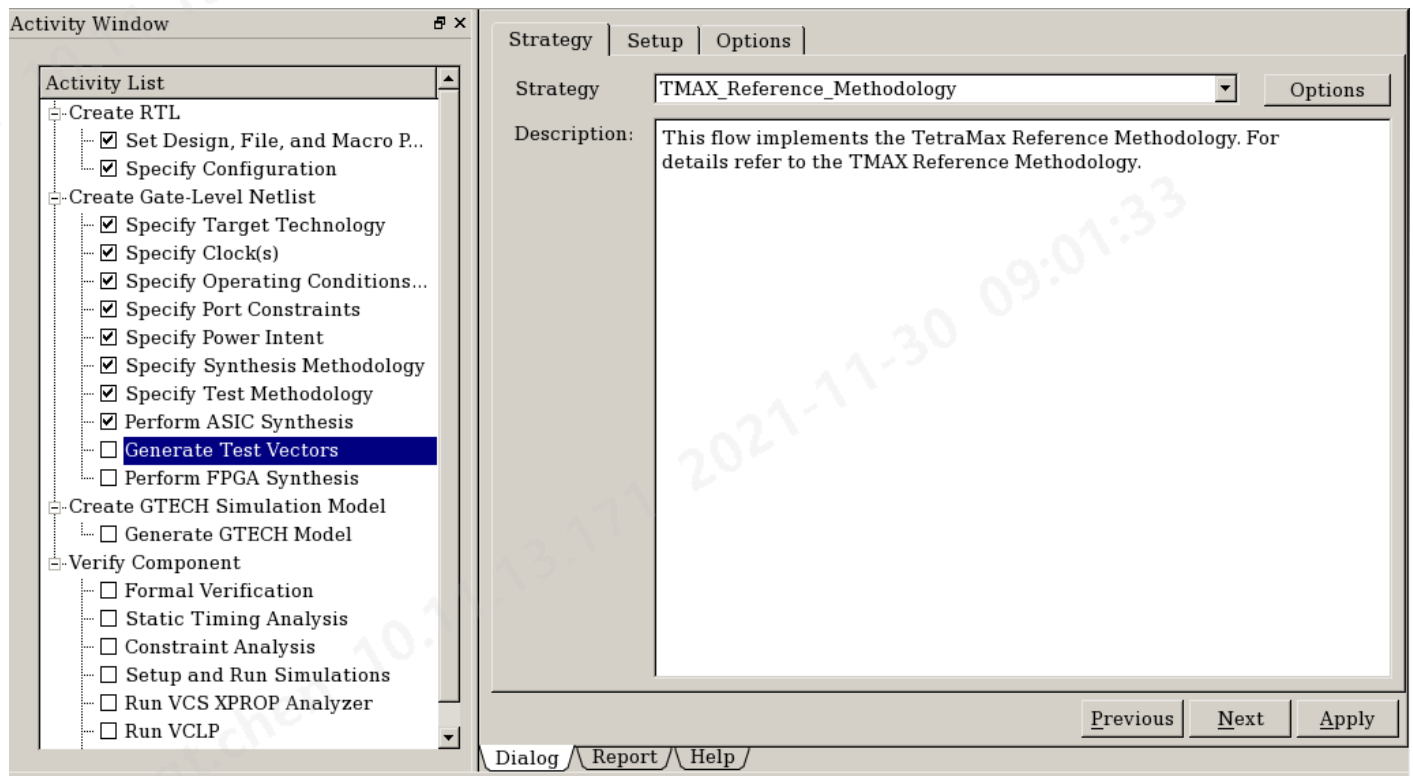 Activity Window
Activity List
Create RTL
Set Design, File, and Macro P...
Specify Configuration
Create Gate-Level Netlist
Specify Target Technology
Specify Clock(s)
Specify Operating Conditions...
Specify Port Constraints
Specify Power Intent
Specify Synthesis Methodology
Specify Test Methodology
Perform ASIC Synthesis
Generate Test Vectors
Perform FPGA Synthesis
Create GTECH Simulation Model
Generate GTECH Model
Verify Component
Formal Verification
Static Timing Analysis
Constraint Analysis
Setup and Run Simulations
Run VCS XPROP Analyzer
Run VCLP
Strategy Setup Options
Strategy TMAX_Reference_Methodology Options
Description: This flow implements the TetraMax Reference Methodology. For
details refer to the TMAX Reference Methodology.
Previous Next Apply
Dialog Report Help
2021-11-30 09:01:33